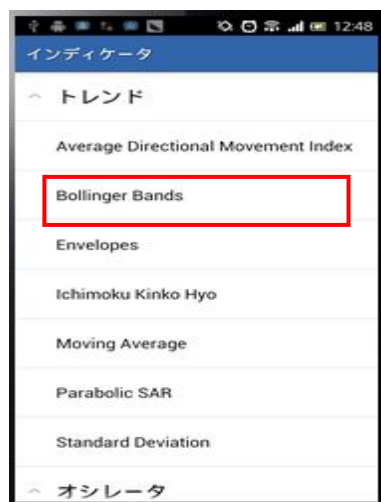 12:48
インディケータ
トレンド
Average Directional Movement Index
Bollinger Bands
Envelopes
Ichimoku Kinko Hyo
Moving Average
Parabolic SAR
Standard Deviation
オシレータ